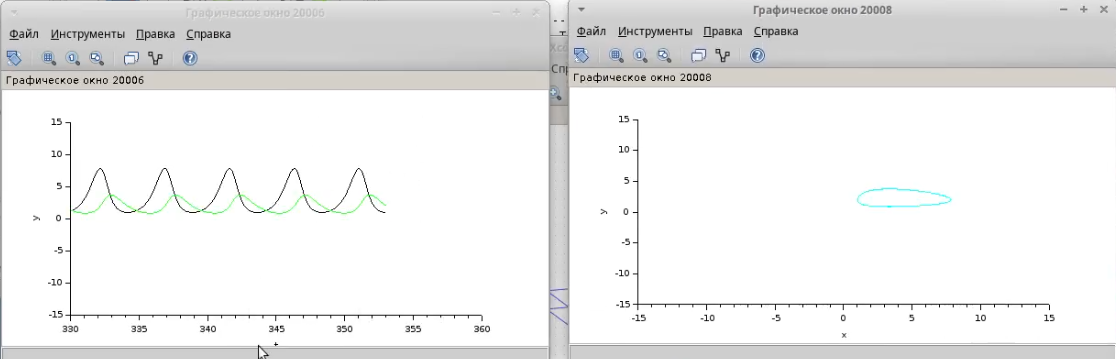 Графическое окно 20006
Файл Инструменты Правка Справка
Графическое окно 20006
15
10
5
0
-5
-10
-15
y
330 335 340 345 350 355 360
t
Графическое окно 20008
Файл Инструменты Правка Справка
Графическое окно 20008
15
10
5
0
-5
-10
-15
y
-15 -10 -5 0 5 10 15
x